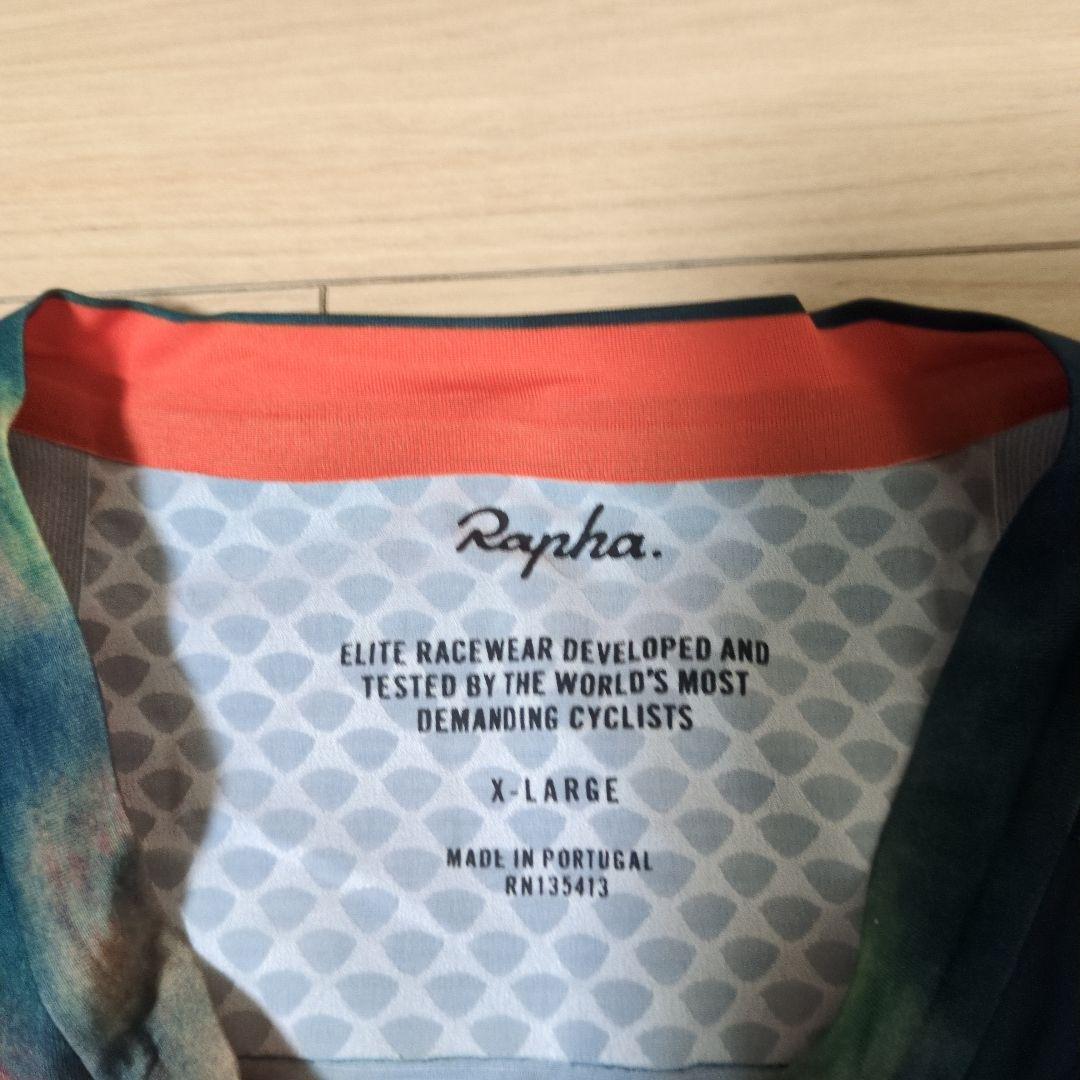 Rapha.
ELITE RACEWEAR DEVELOPED AND
TESTED BY THE WORLD'S MOST
DEMANDING CYCLISTS
X-LARGE
MADE IN PORTUGAL
RN135413